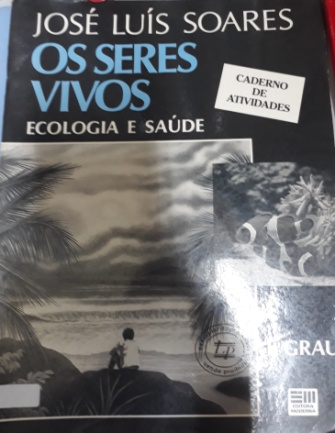 JOSÉ LUÍS SOARES
OS SERES
VIVOS
ECOLOGIA E SAÚDE
CADERNO
DE
ATIVIDADES
GRAU
EDITORA
MODERNA